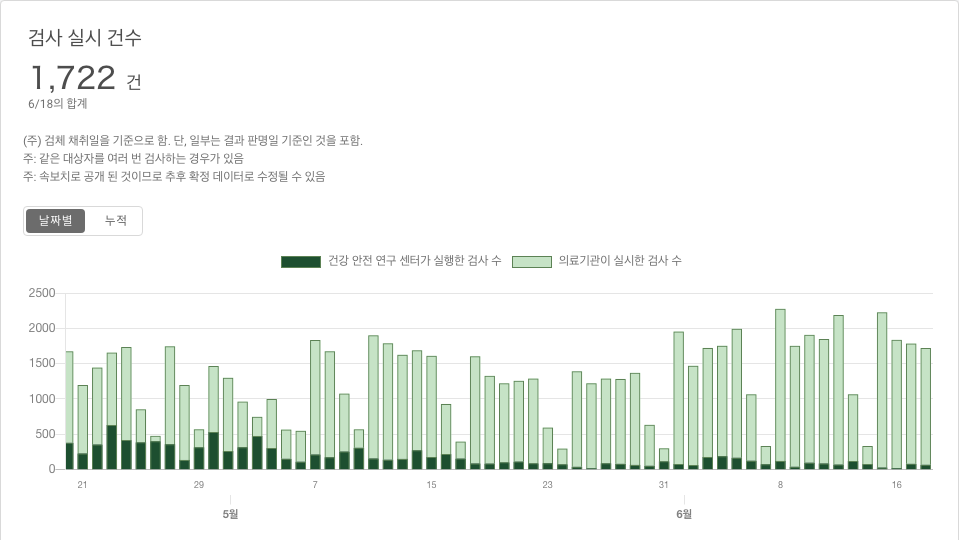 검사 실시 건수
1,722 건
6/18의 합계
(주) 검체 채취일을 기준으로 함. 단, 일부는 결과 판명일 기준인 것을 포함.
주: 같은 대상자를 여러 번 검사하는 경우가 있음
주: 속보치로 공개 된 것이므로 추후 확정 데이터로 수정될 수 있음
날짜별 누적
건강 안전 연구 센터가 실행한 검사 수 의료기관이 실시한 검사 수
2500
2000
1500
1000
500
0
21 29 7 15 23 31 8 16
5월 6월